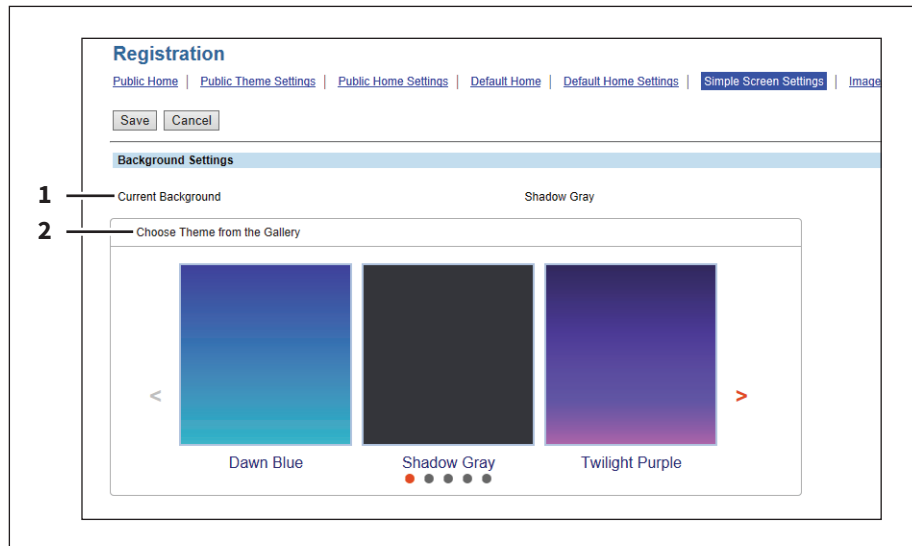 Registration
Public Home | Public Theme Settings | Public Home Settings | Default Home | Default Home Settings | Simple Screen Settings | Image
Save Cancel
Background Settings
1 Current Background Shadow Gray
2 Choose Theme from the Gallery
< >
Dawn Blue Shadow Gray Twilight Purple